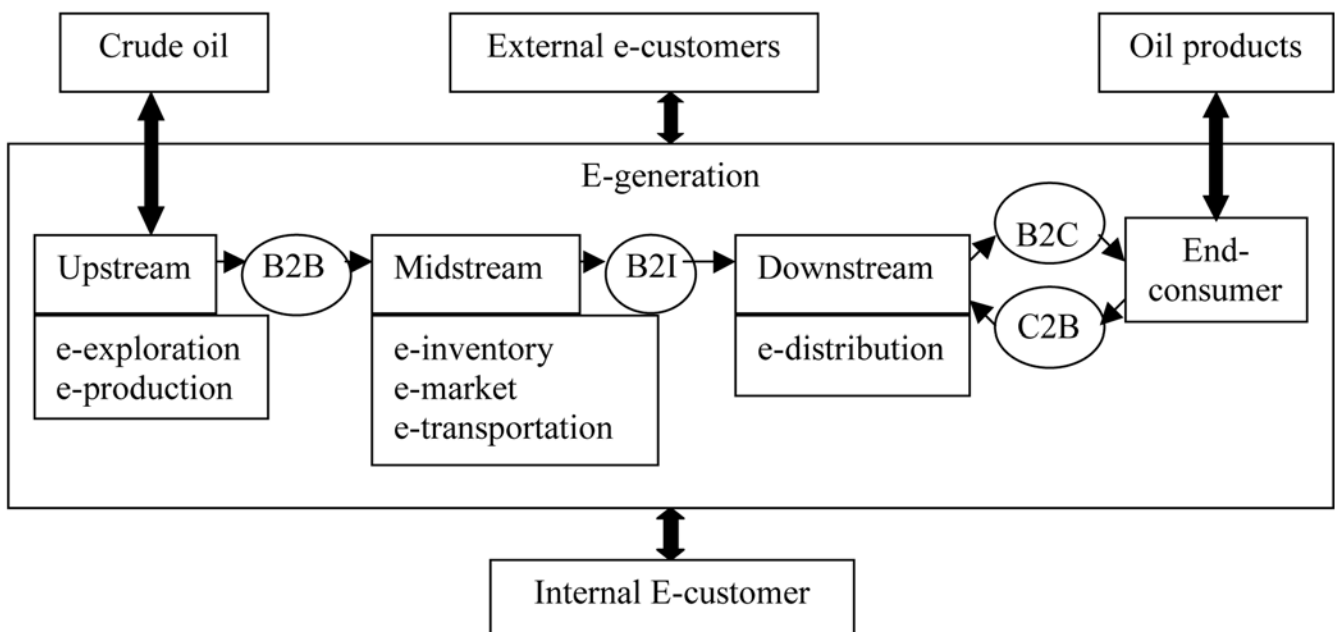 Crude oil
External e-customers
Oil products
E-generation
Upstream
B2B
Midstream
B2I
Downstream
B2C
C2B
End-
consumer
e-exploration
e-production
e-inventory
e-market
e-transportation
e-distribution
Internal E-customer